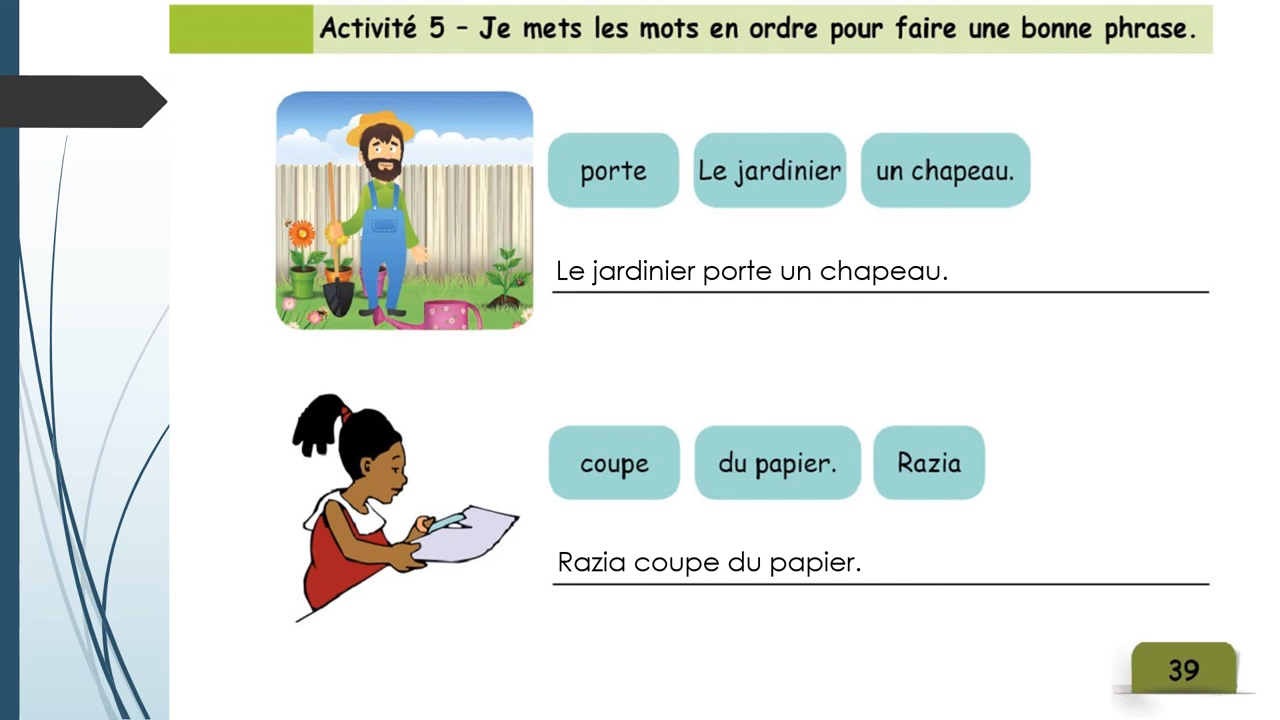 Activité 5 – Je mets les mots en ordre pour faire une bonne phrase.
porte Le jardinier un chapeau.
Le jardinier porte un chapeau.
coupe du papier. Razia
Razia coupe du papier.
39